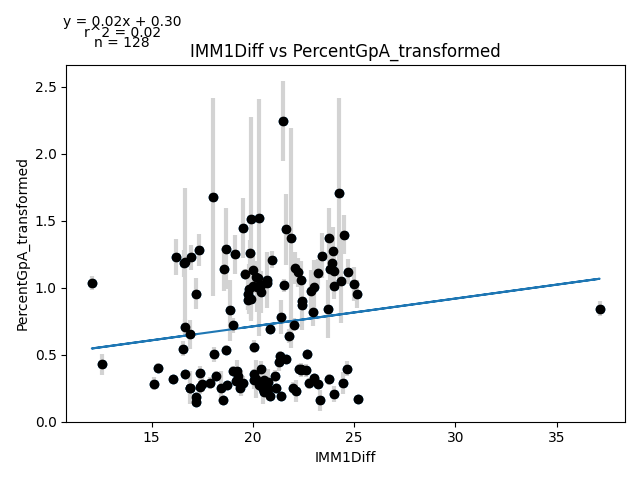 y = 0.02x + 0.30
r^2 = 0.02
n = 128
IMM1Diff vs PercentGpA_transformed
PercentGpA_transformed
2.5
2.0
1.5
1.0
0.5
0.0
15
20
25
30
35
IMM1Diff